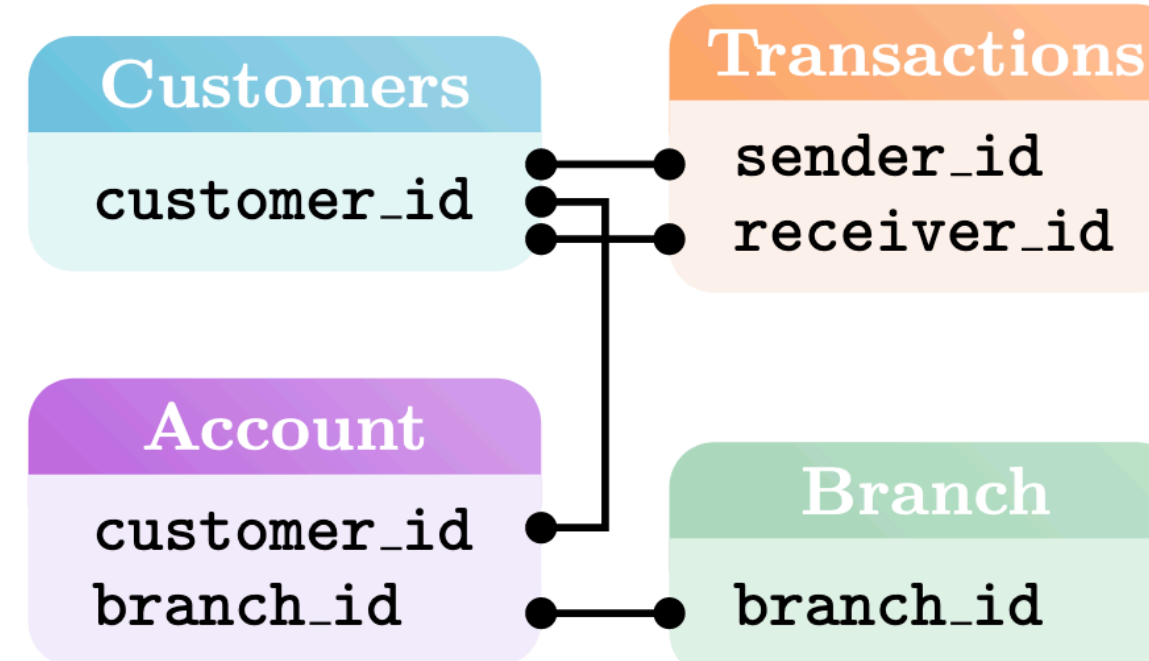 Customers
customer_id
Transactions
sender_id
receiver_id
Account
customer_id
branch_id
Branch
branch_id